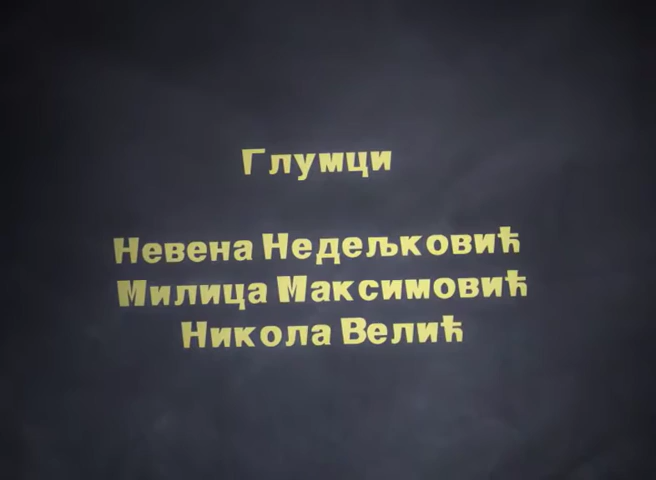 Глумци
Невена Недељковић
Милица Максимовић
Никола Велић